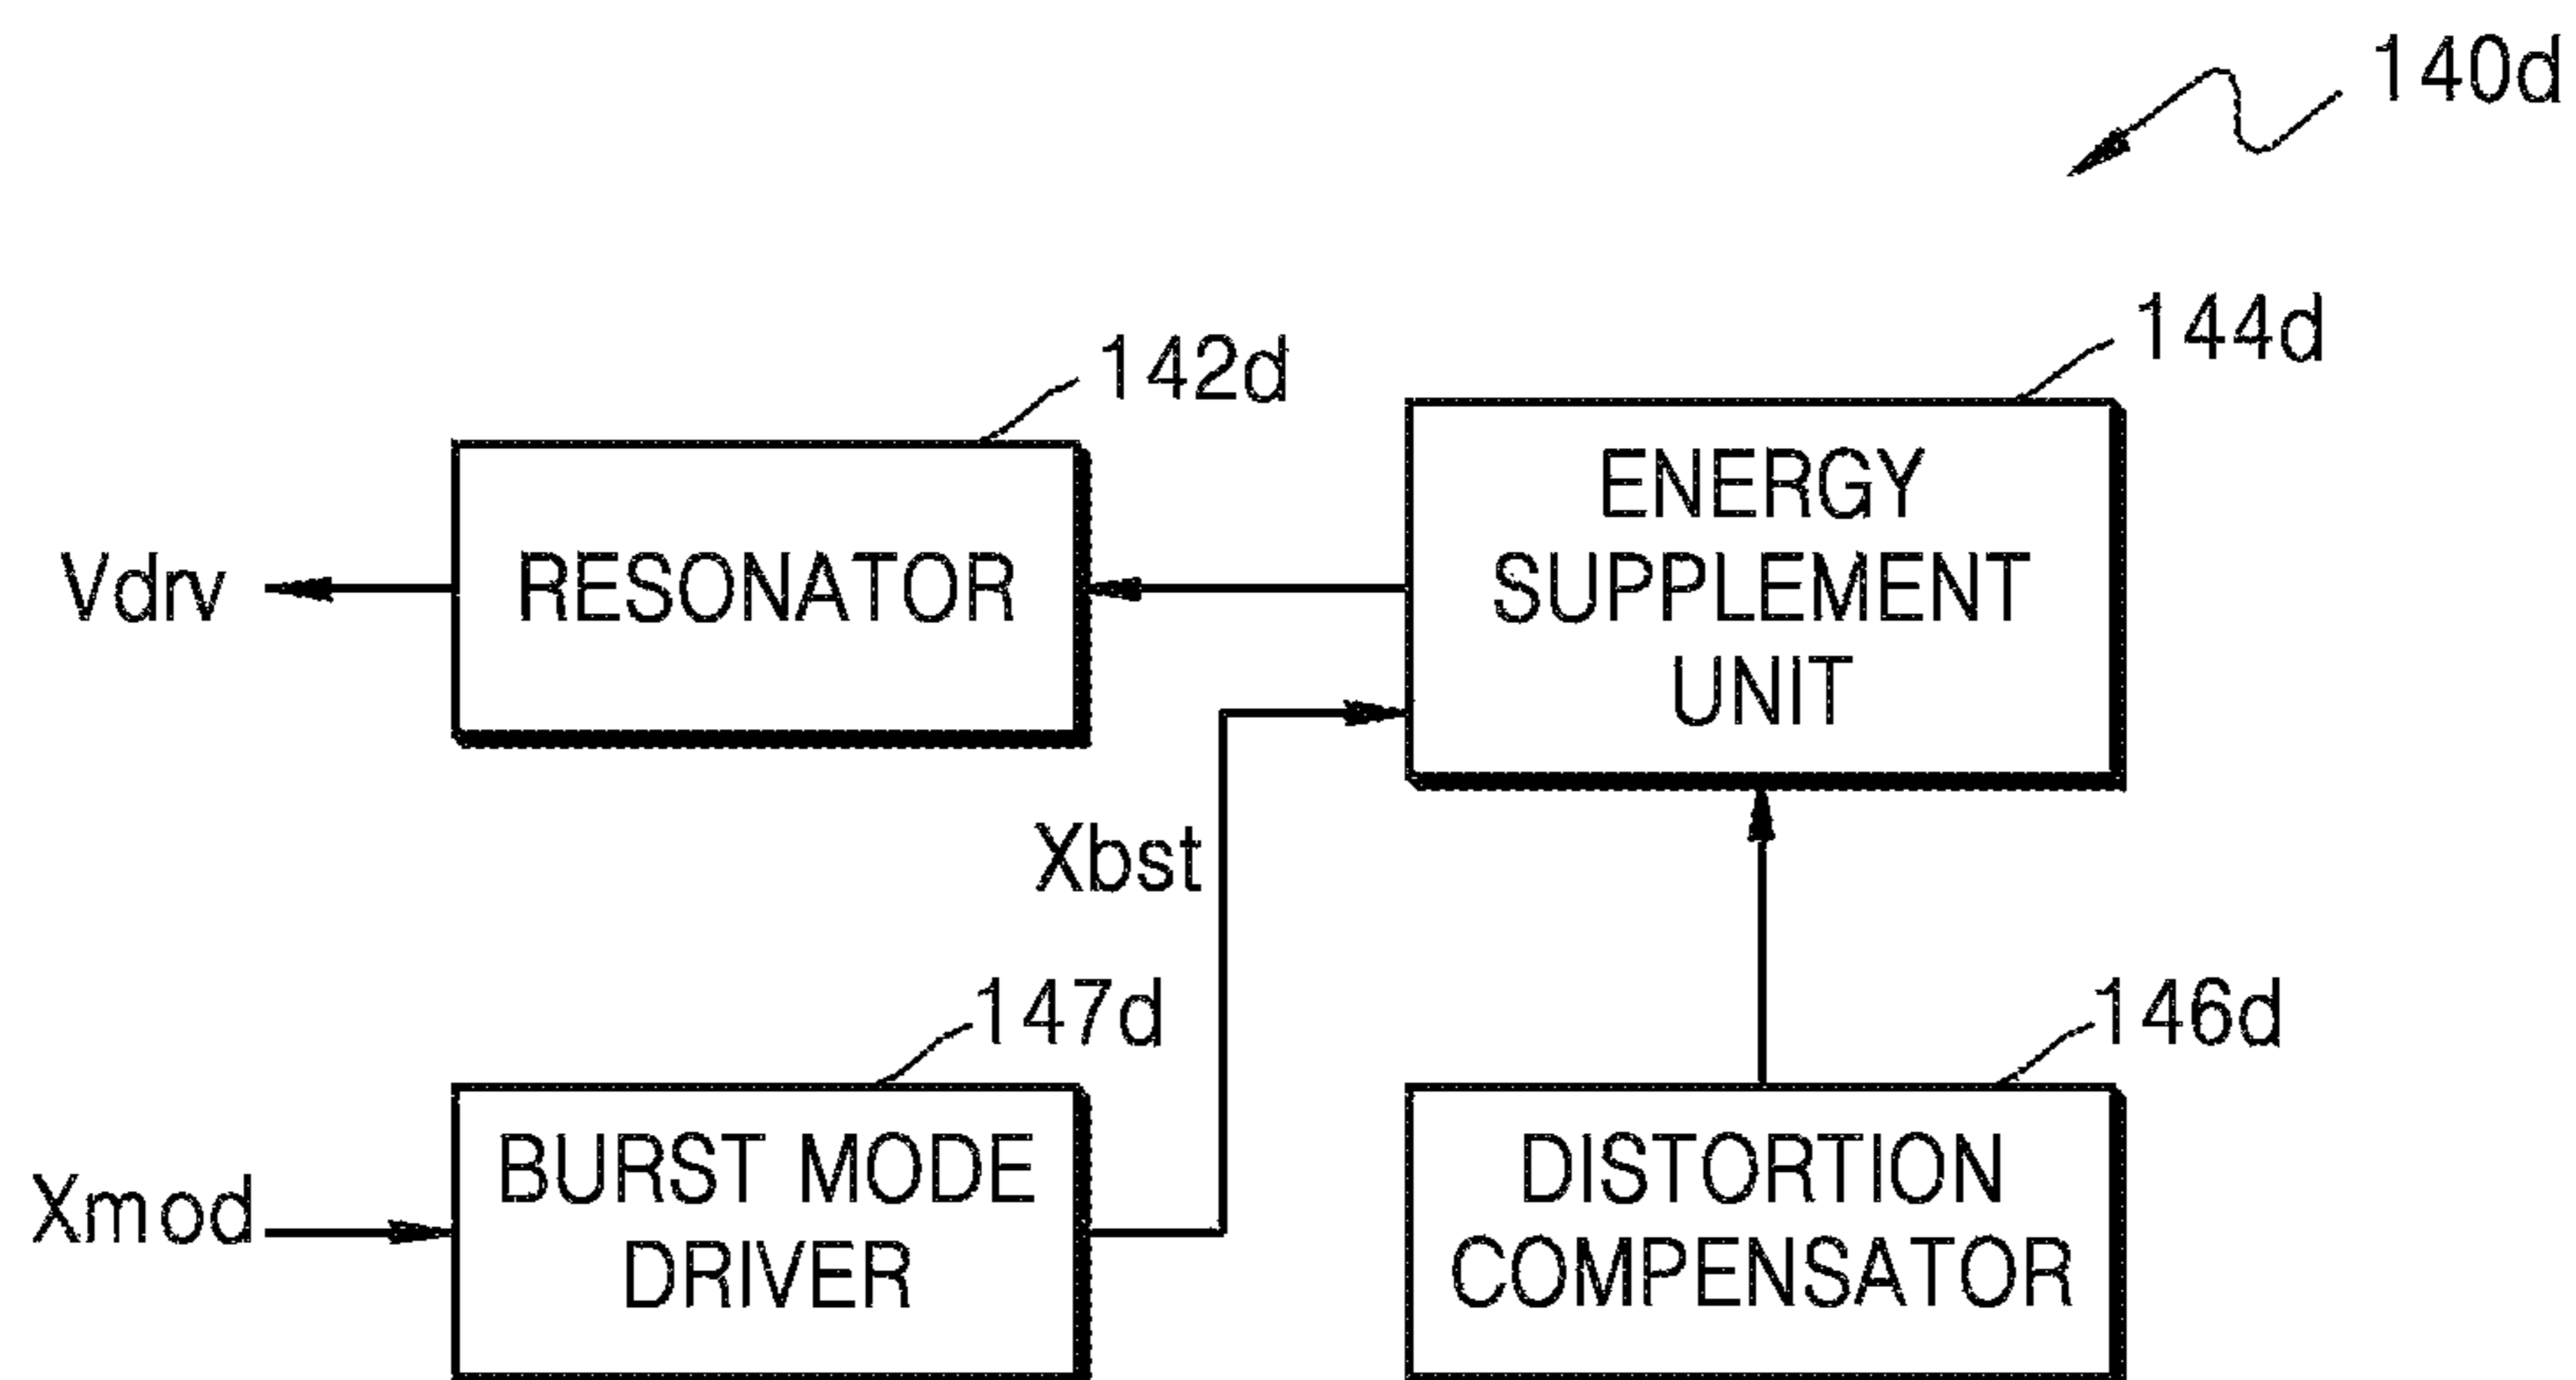 140d
142d
144d
Vdrv
RESONATOR
ENERGY
SUPPLEMENT
UNIT
Xbst
147d
146d
Xmod
BURST MODE
DRIVER
DISTORTION
COMPENSATOR